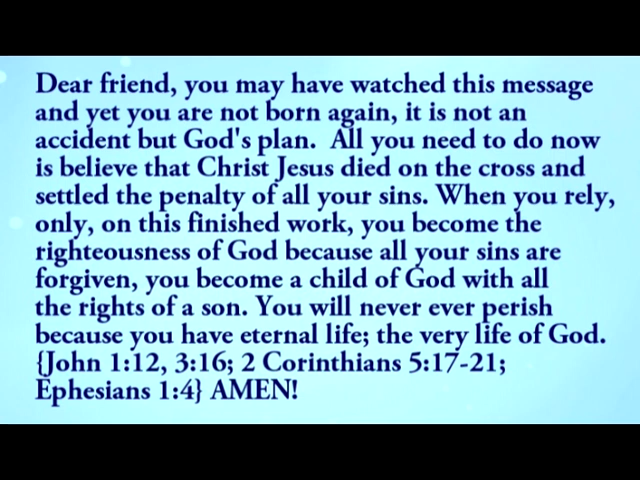 Dear friend, you may have watched this message
and yet you are not born again, it is not an
accident but God's plan.  All you need to do now
is believe that Christ Jesus died on the cross and
settled the penalty of all your sins. When you rely,
only, on this finished work, you become the
righteousness of God because all your sins are
forgiven, you become a child of God with all
the rights of a son. You will never ever perish
because you have eternal life; the very life of God.
{John 1:12, 3:16; 2 Corinthians 5:17-21;
Ephesians 1:4} AMEN!